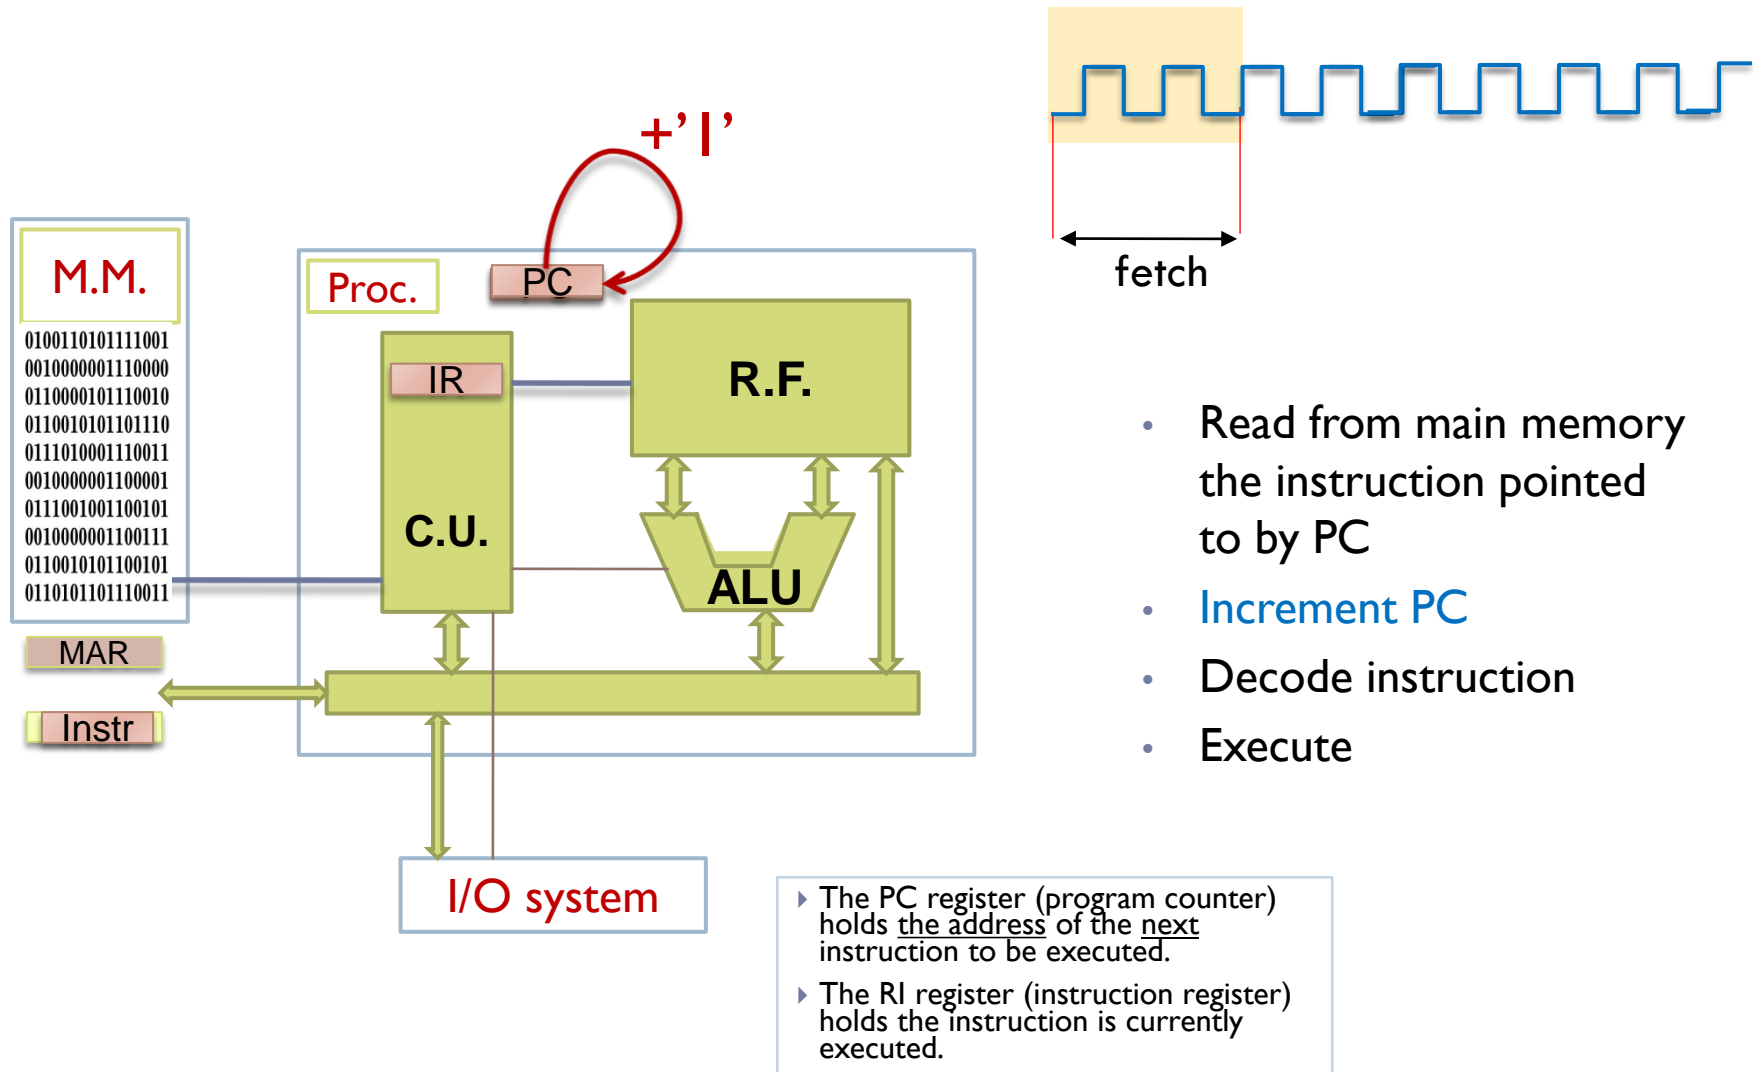 +'1'
fetch
M.M.
0100110101111001
0010000001110000
0110000101110010
0110010101101110
0111010001110011
0010000001100001
0111001001100101
0010000001100111
0110010101100101
0110101101110011
MAR
Instr
Proc.
PC
IR
C.U.
R.F.
ALU
I/O system
• Read from main memory
the instruction pointed
to by PC
• Increment PC
• Decode instruction
• Execute
The PC register (program counter)
holds the address of the next
instruction to be executed.
The RI register (instruction register)
holds the instruction is currently
executed.